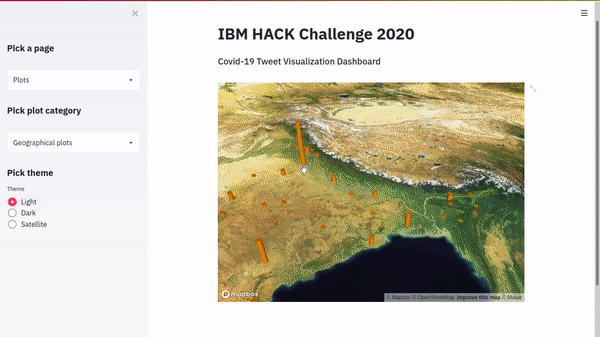 Pick a page
Plots
Pick plot category
Geographical plots
Pick theme
Theme
Light
Dark
Satellite
IBM HACK Challenge 2020
Covid-19 Tweet Visualization Dashboard
mapbox
© Mapbox © OpenStreetMap Improve this map © Maxar